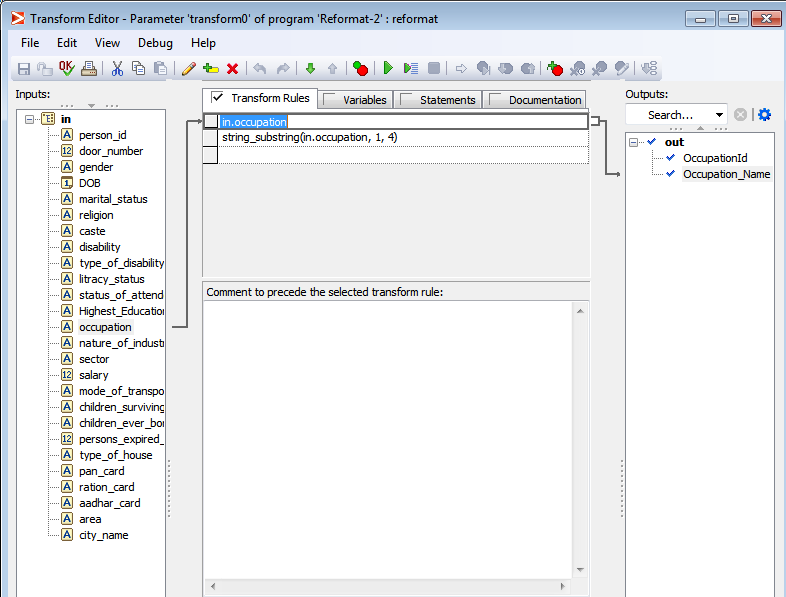 Transform Editor - Parameter 'transform0' of program 'Reformat-2' : reformat
File Edit View Debug Help
OK
Inputs:
in
person_id
door_number
gender
DOB
marital_status
religion
caste
disability
type_of_disability
litracy_status
status_of_attend
Highest_Education
occupation
nature_of_industr
sector
salary
mode_of_transpo
children_surviving
children_ever_bor
persons_expired_
type_of_house
pan_card
ration_card
aadhar_card
area
city_name
Transform Rules Variables Statements Documentation
in.occupation
string_substring(in.occupation, 1, 4)
Comment to precede the selected transform rule:
Outputs:
Search...
out
OccupationId
Occupation_Name